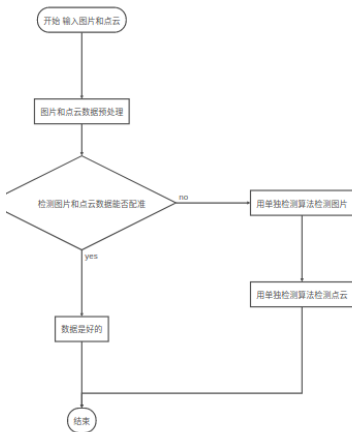 开始 输入图片和点云
图片和点云数据预处理
检测图片和点云数据能否配准
no
用单独检测算法检测图片
yes
用单独检测算法检测点云
数据是好的
结束